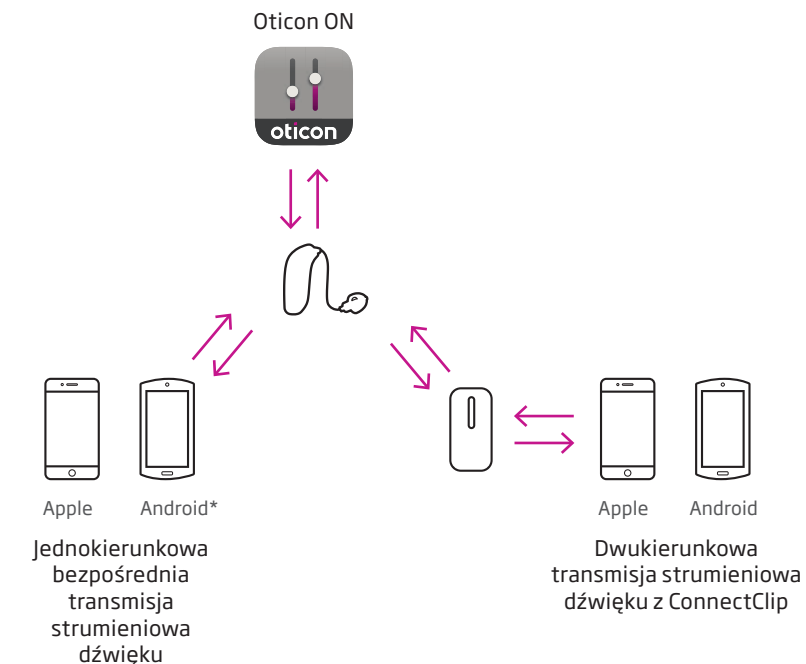 Oticon ON
oticon
Apple
Android*
Jednokierunkowa
bezpośrednia
transmisja
strumieniowa
dźwięku
Apple
Android
Dwukierunkowa
transmisja strumieniowa
dźwięku z ConnectClip